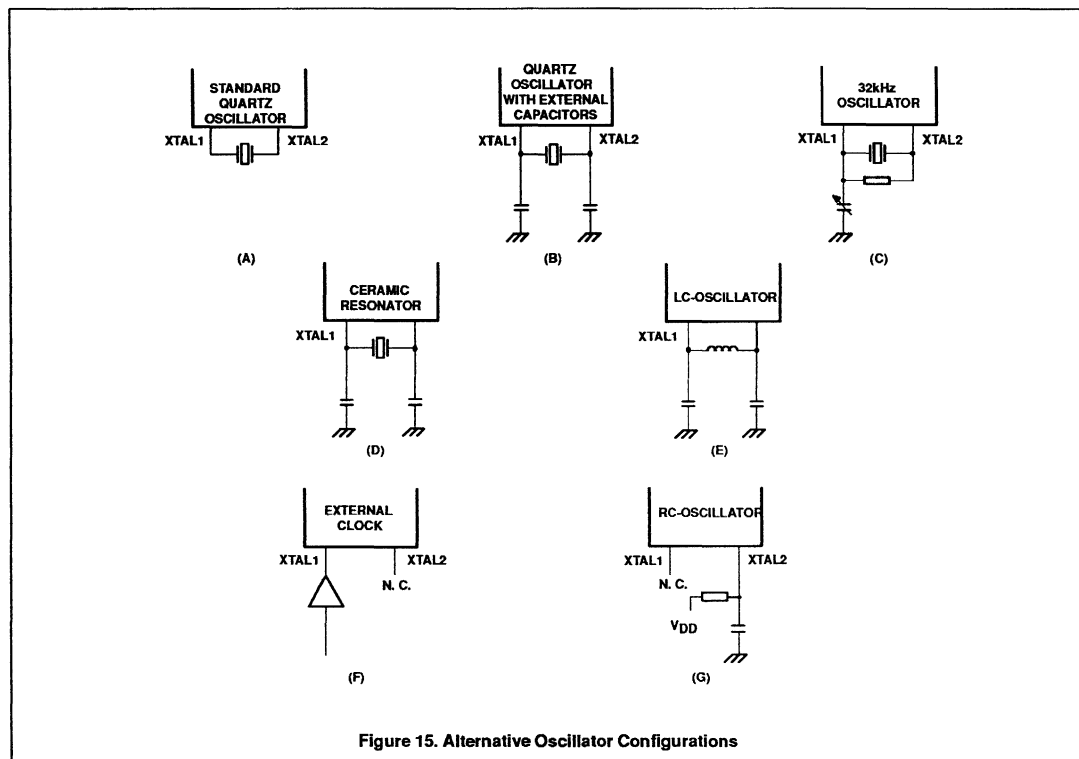 STANDARD
QUARTZ
OSCILLATOR
XTAL1
XTAL2
(A)
QUARTZ
OSCILLATOR
WITH EXTERNAL
CAPACITORS
XTAL1
XTAL2
(B)
32kHz
OSCILLATOR
XTAL1
XTAL2
(C)
CERAMIC
RESONATOR
XTAL1
(D)
LC-OSCILLATOR
XTAL1
(E)
EXTERNAL
CLOCK
XTAL1
XTAL2
N. C.
(F)
RC-OSCILLATOR
XTAL1
XTAL2
N. C.
VDD
(G)
Figure 15. Alternative Oscillator Configurations